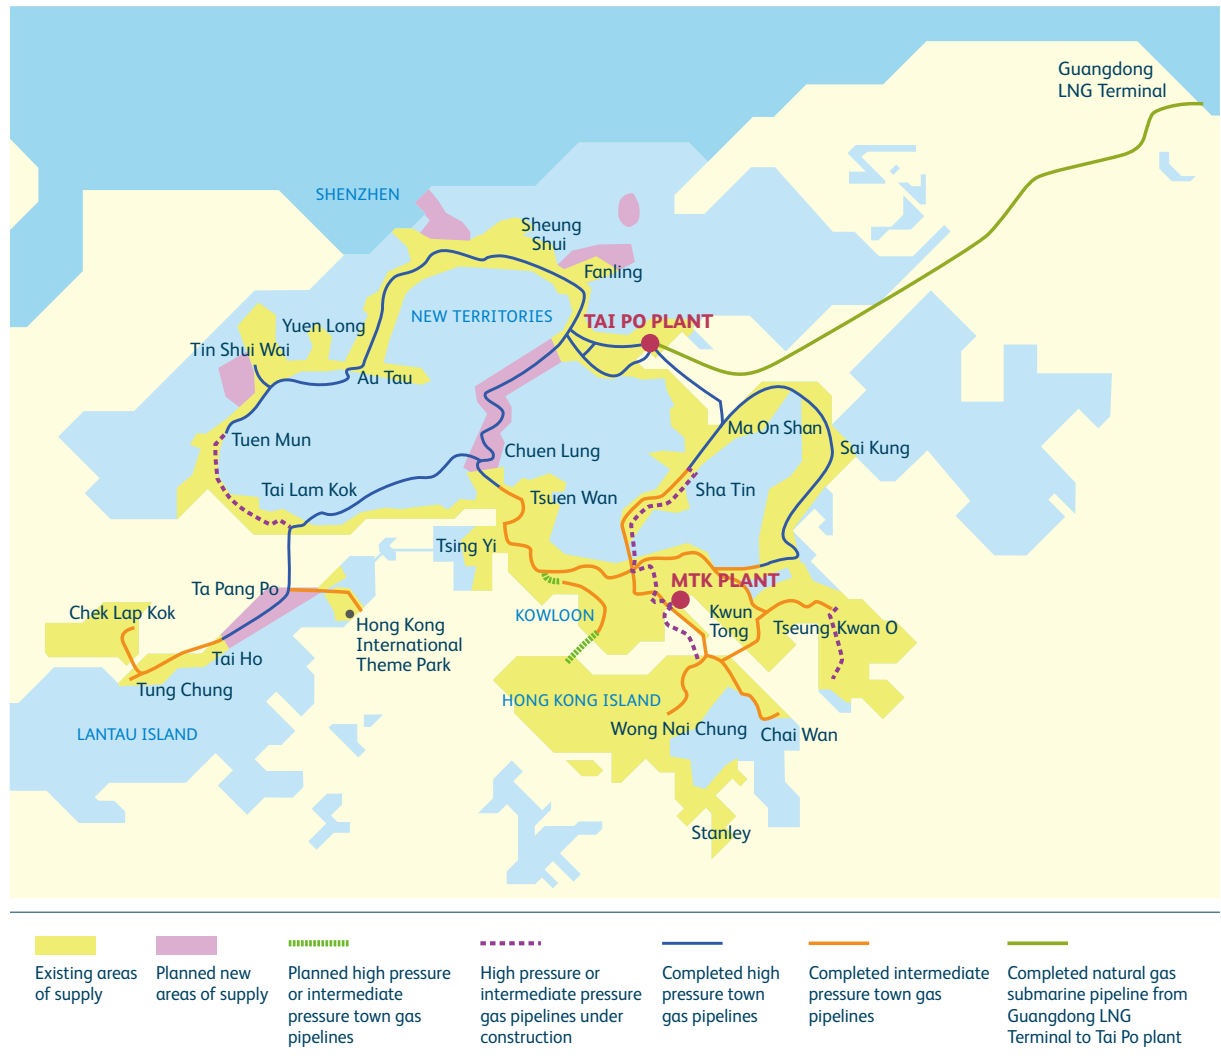 Guangdong
LNG Terminal
SHENZHEN
Sheung
Shui
Fanling
NEW TERRITORIES
TAI PO PLANT
Yuen Long
Tin Shui Wai
Au Tau
Ma On Shan
Tuen Mun
Sai Kung
Chuen Lung
Tai Lam Kok
Tsuen Wan
Sha Tin
Tsing Yi
MTK PLANT
Ta Pang Po
Chek Lap Kok
KOWLOON
Kwun
Tong
Tseung Kwan O
Hong Kong
International
Theme Park
Tai Ho
Tung Chung
HONG KONG ISLAND
Wong Nai Chung
Chai Wan
LANTAU ISLAND
Stanley
Existing areas
of supply
Planned new
areas of supply
Planned high pressure
or intermediate
pressure town gas
pipelines
High pressure or
intermediate pressure
gas pipelines under
construction
Completed high
pressure town
gas pipelines
Completed intermediate
pressure town gas
pipelines
Completed natural gas
submarine pipeline from
Guangdong LNG
Terminal to Tai Po plant